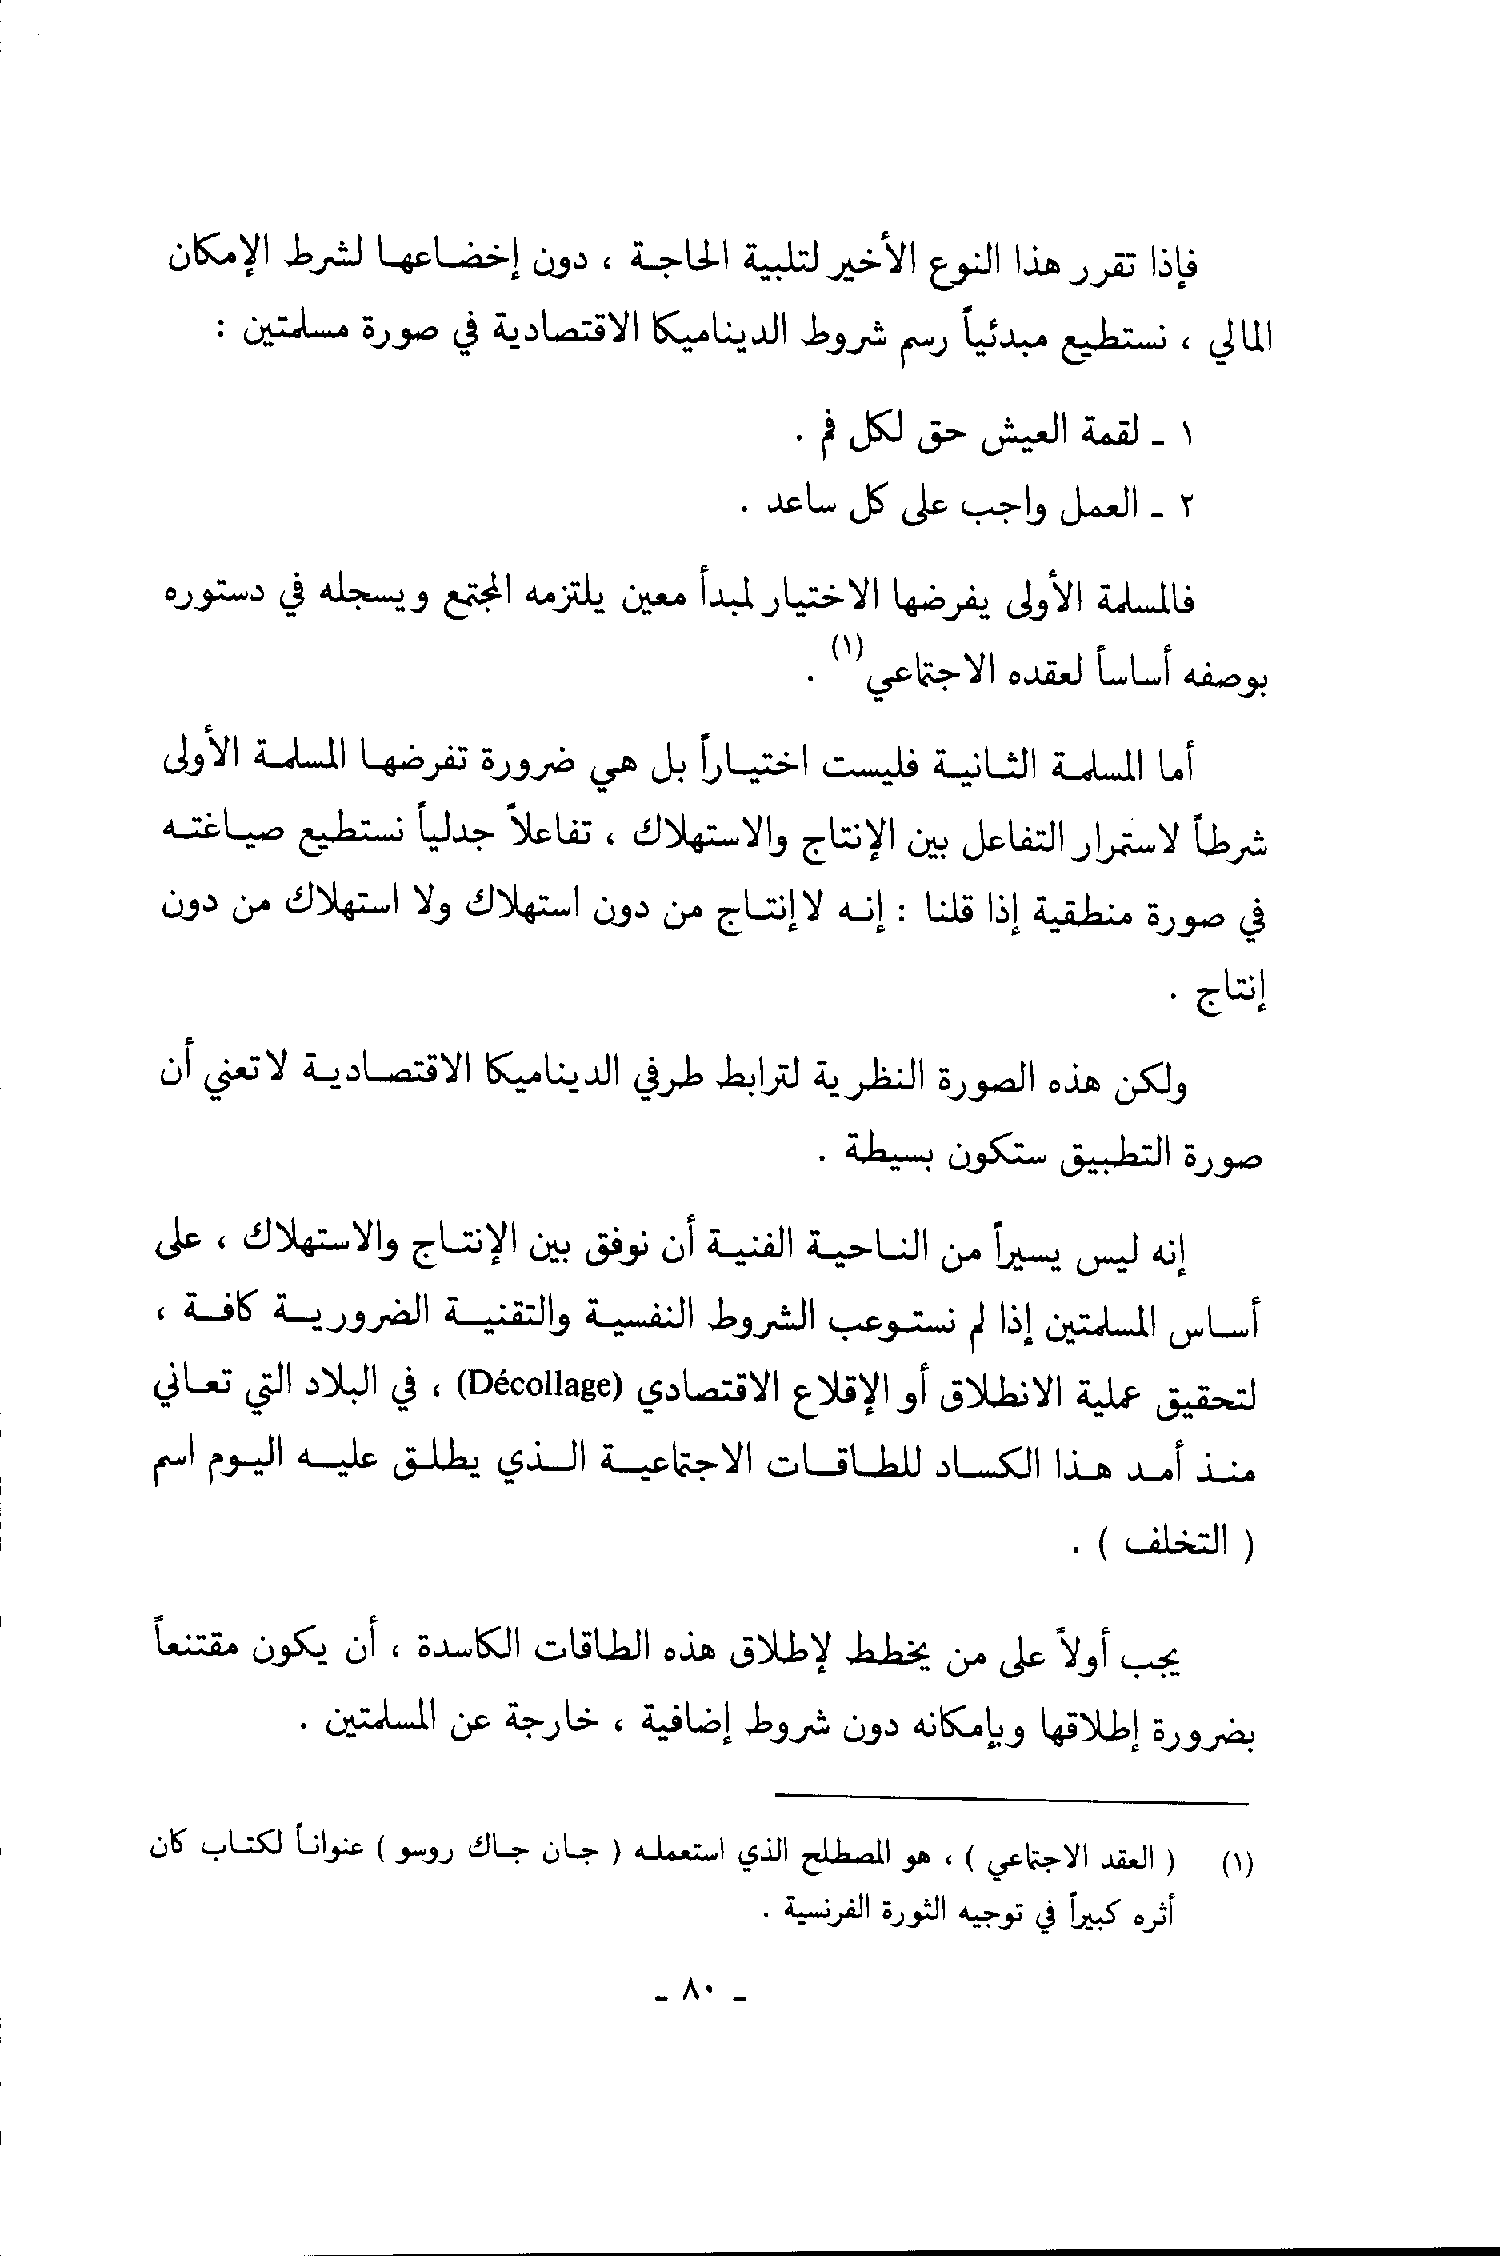 فإذا تقرر هذا النوع الأخير لتلبية الحاجة ، دون إخضاعها لشرط الإمكان
المالي ، نستطيع مبدئياً رسم شروط الديناميكا الاقتصادية في صورة مسلمتين :
١ ـ لقمة العيش حق لكل فم .
٢ ـ العمل واجب على كل ساعد .
فالمسلمة الأولى يفرضها الاختيار لمبدأ معين يلتزمه المجتمع ويسجله في دستوره
بوصفه أساساً لعقده الاجتماعي(١) .
أما المسلمة الثانية فليست اختياراً بل هي ضرورة تفرضها المسلمة الأولى
شرطاً لاستمرار التفاعل بين الإنتاج والاستهلاك ، تفاعلاً جدلياً نستطيع صياغته
في صورة منطقية إذا قلنا : إنه لاإنتاج من دون استهلاك ولا استهلاك من دون
إنتاج .
ولكن هذه الصورة النظرية لترابط طرفي الديناميكا الاقتصادية لاتعني أن
صورة التطبيق ستكون بسيطة .
إنه ليس يسيراً من الناحية الفنية أن نوفق بين الإنتاج والاستهلاك ، على
أساس المسلمتين إذا لم نستوعب الشروط النفسية والتقنية الضرورية كافة ،
لتحقيق عملية الانطلاق أو الإقلاع الاقتصادي (Décollage) ، في البلاد التي تعاني
منذ أمد هذا الكساد للطاقات الاجتماعية الذي يطلق عليه اليوم اسم
( التخلف ) .
يجب أولاً على من يخطط لإطلاق هذه الطاقات الكاسدة ، أن يكون مقتنعاً
بضرورة إطلاقها وبإمكانه دون شروط إضافية ، خارجة عن المسلمتين .
(١) ( العقد الاجتماعي ) ، هو المصطلح الذي استعمله ( جان جاك روسو ) عنواناً لكتاب كان
أثره كبيراً في توجيه الثورة الفرنسية .
ـ ٨٠ ـ